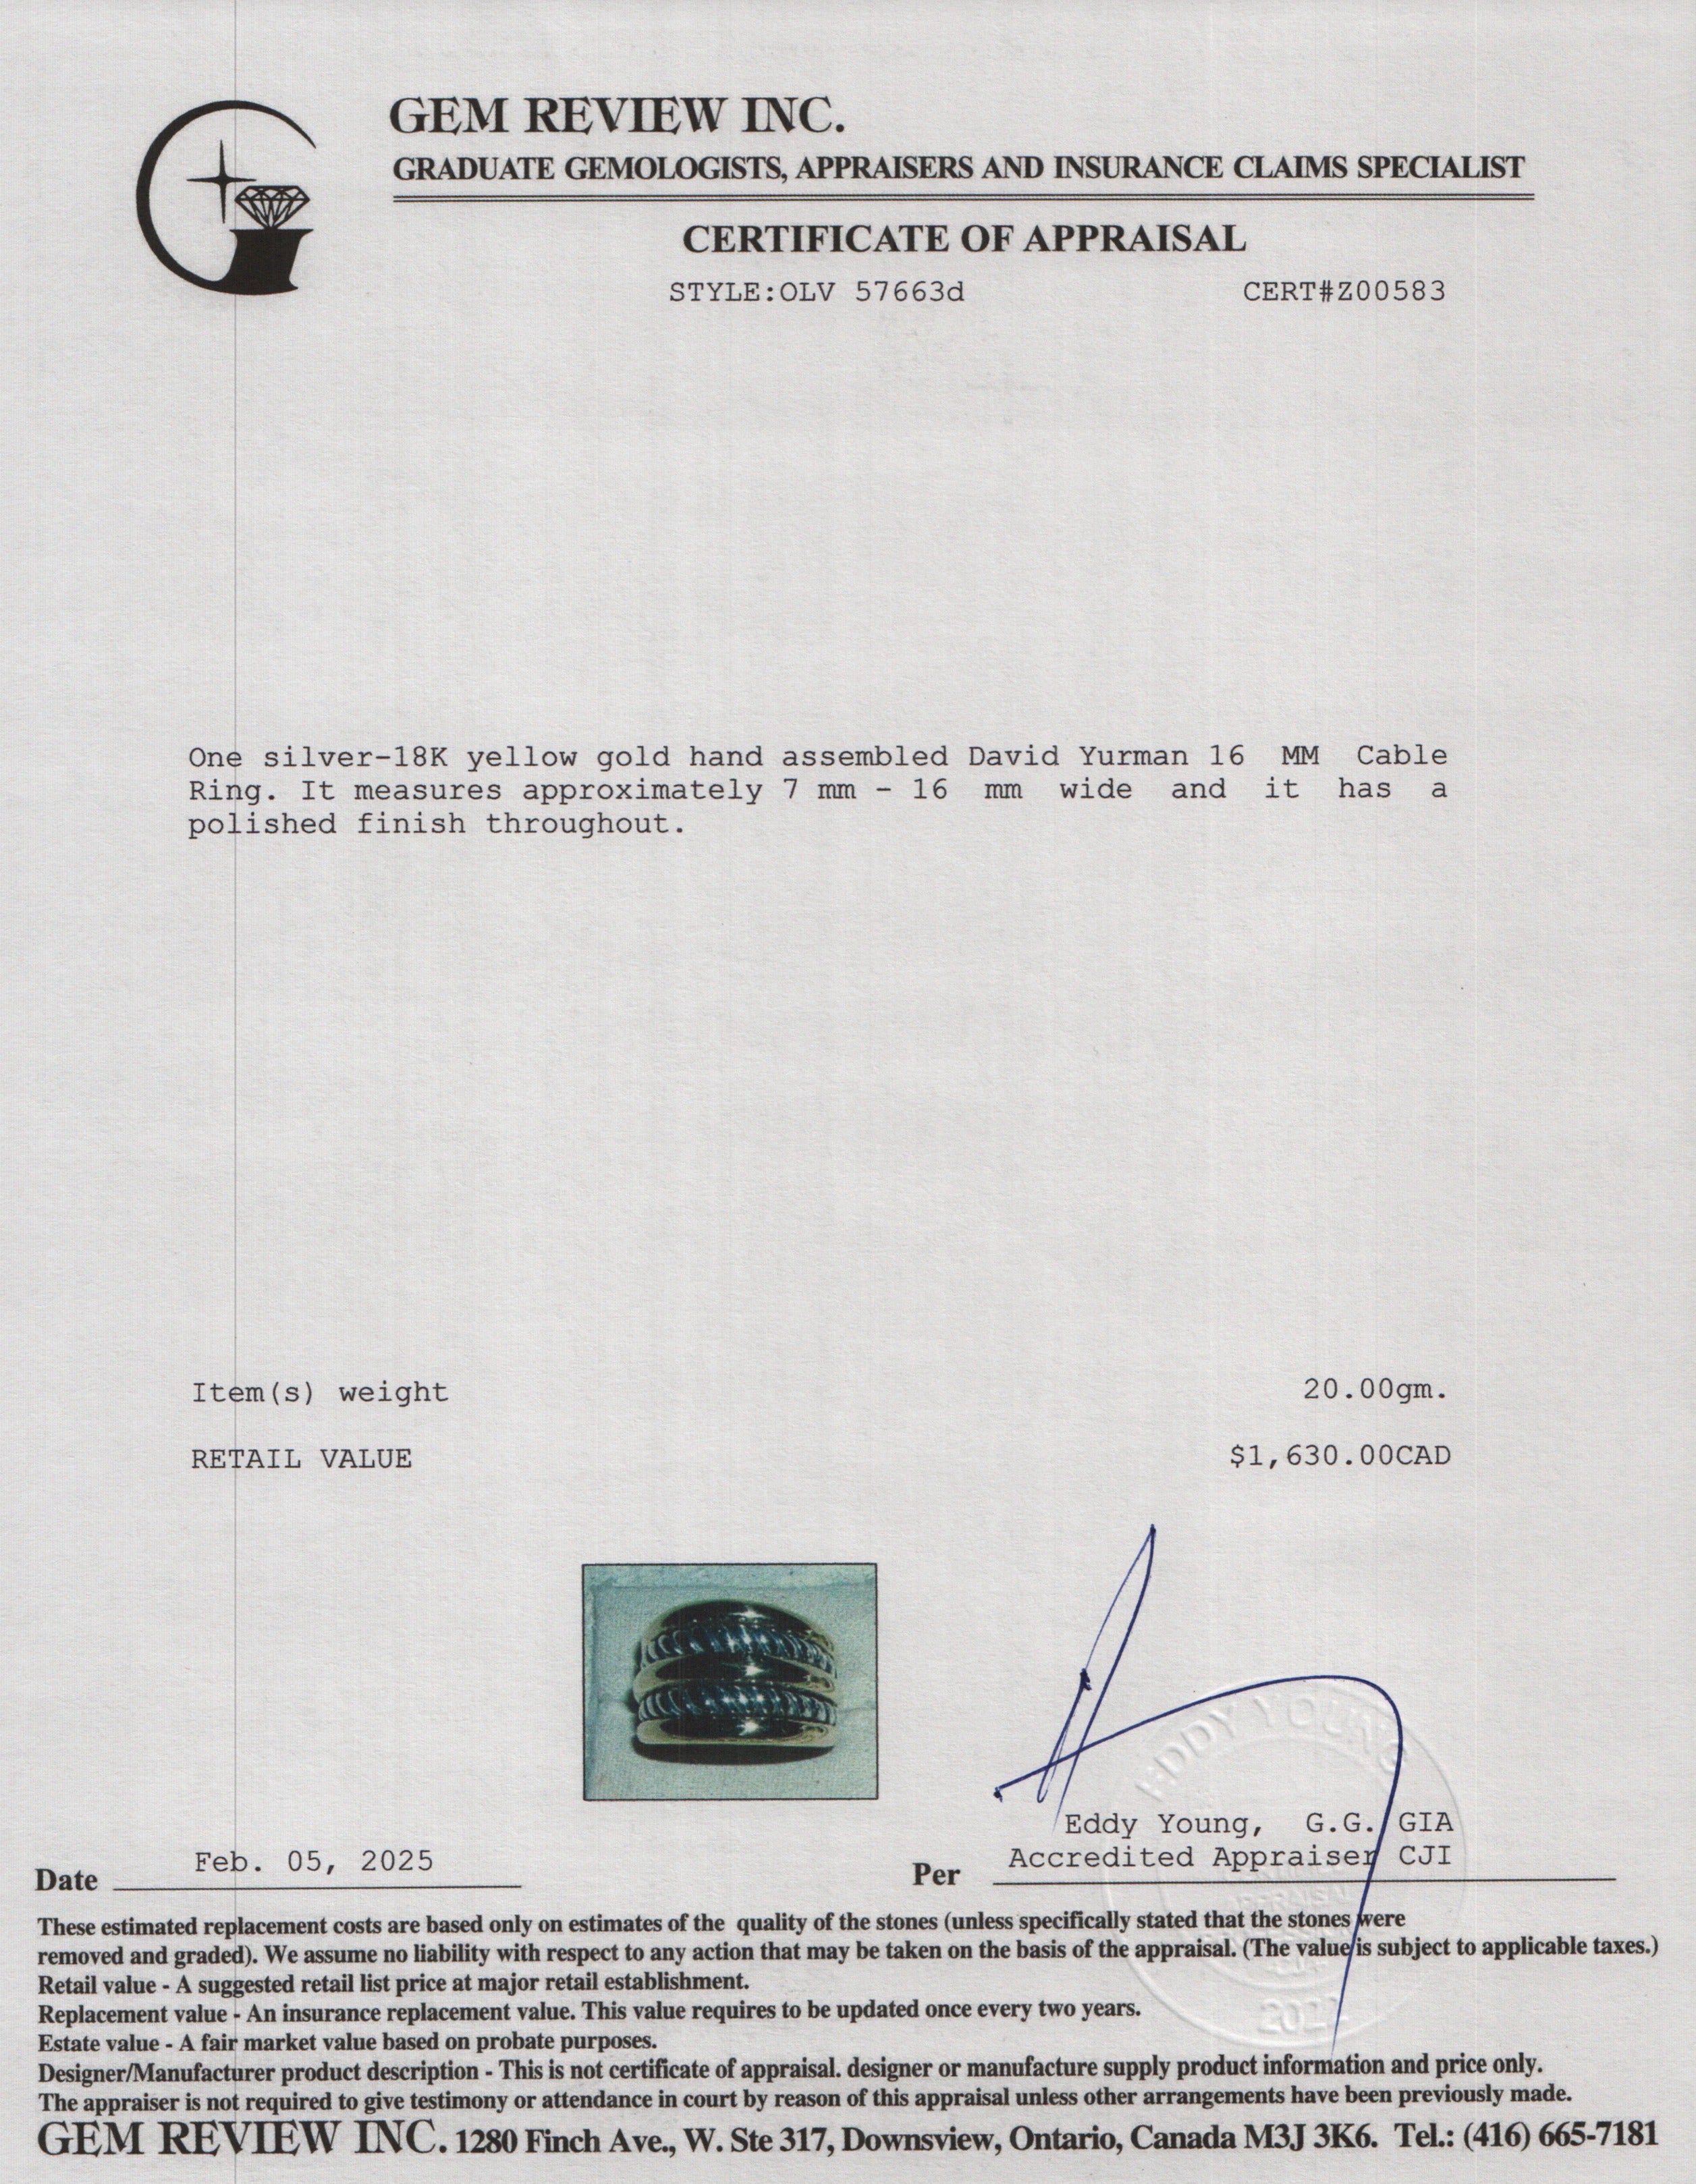 GEM REVIEW INC.
GRADUATE GEMOLOGISTS, APPRAISERS AND INSURANCE CLAIMS SPECIALIST
CERTIFICATE OF APPRAISAL
STYLE:OLV 57663d CERT#Z00583
One silver-18K yellow gold hand assembled David Yurman 16 MM Cable
Ring. It measures approximately 7 mm - 16 mm wide and it has a
polished finish throughout.
Item(s) weight 20.00gm.
RETAIL VALUE $1,630.00CAD
EDDY YOUNG
Eddy Young, G.G. GIA
Accredited Appraiser CJI
Date Feb. 05, 2025 Per
These estimated replacement costs are based only on estimates of the quality of the stones (unless specifically stated that the stones were
removed and graded). We assume no liability with respect to any action that may be taken on the basis of the appraisal. (The value is subject to applicable taxes.)
Retail value - A suggested retail list price at major retail establishment.
Replacement value - An insurance replacement value. This value requires to be updated once every two years.
Estate value - A fair market value based on probate purposes.
Designer/Manufacturer product description - This is not certificate of appraisal. designer or manufacture supply product information and price only.
The appraiser is not required to give testimony or attendance in court by reason of this appraisal unless other arrangements have been previously made.
GEM REVIEW INC. 1280 Finch Ave., W. Ste 317, Downsview, Ontario, Canada M3J 3K6. Tel.: (416) 665-7181